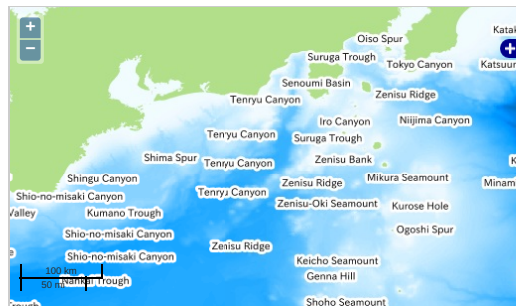 +
−
+
Oiso Spur
Katak
Suruga Trough
Tokyo Canyon
Katsuur
Senoumi Basin
Tenryu Canyon
Zenisu Ridge
Iro Canyon
Niijima Canyon
Tenryu Canyon
Suruga Trough
Shima Spur
Tenryu Canyon
Zenisu Bank
K
Shingu Canyon
Zenisu Ridge
Mikura Seamount
Minam
Shio-no-misaki Canyon
Tenryu Canyon
Valley
Kumano Trough
Zenisu-Oki Seamount
Kurose Hole
Shio-no-misaki Canyon
Ogoshi Spur
Zenisu Ridge
e
Shio-no-misaki Canyon
Keicho Seamount
100 km
50 mi
Nankai Trough
Genna Hill
Trough
Shoho Seamount